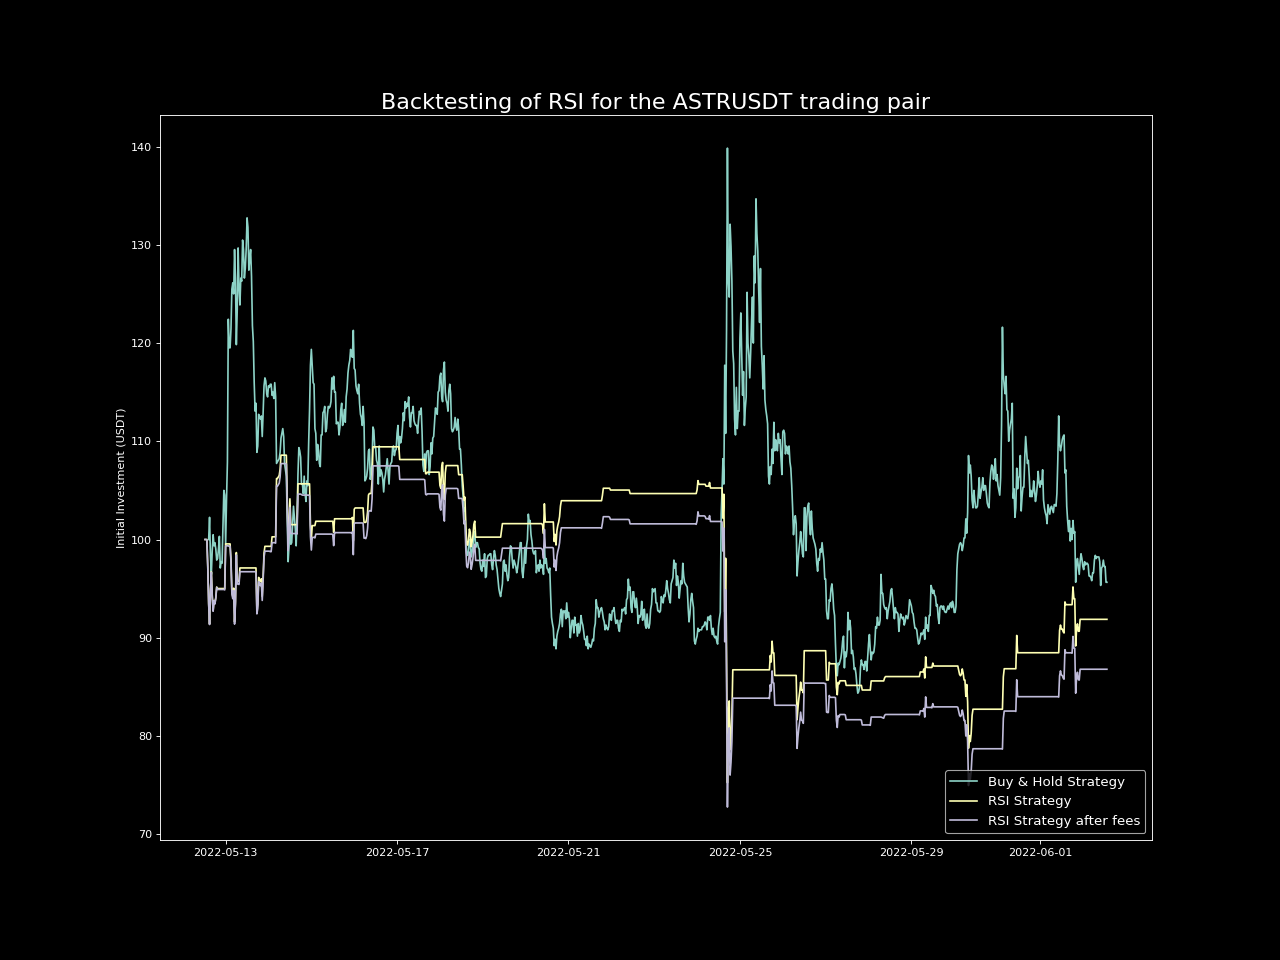 Backtesting of RSI for the ASTRUSDT trading pair
Initial Investment (USDT)
140
130
120
110
100
90
80
70
2022-05-13
2022-05-17
2022-05-21
2022-05-25
2022-05-29
2022-06-01
Buy & Hold Strategy
RSI Strategy
RSI Strategy after fees